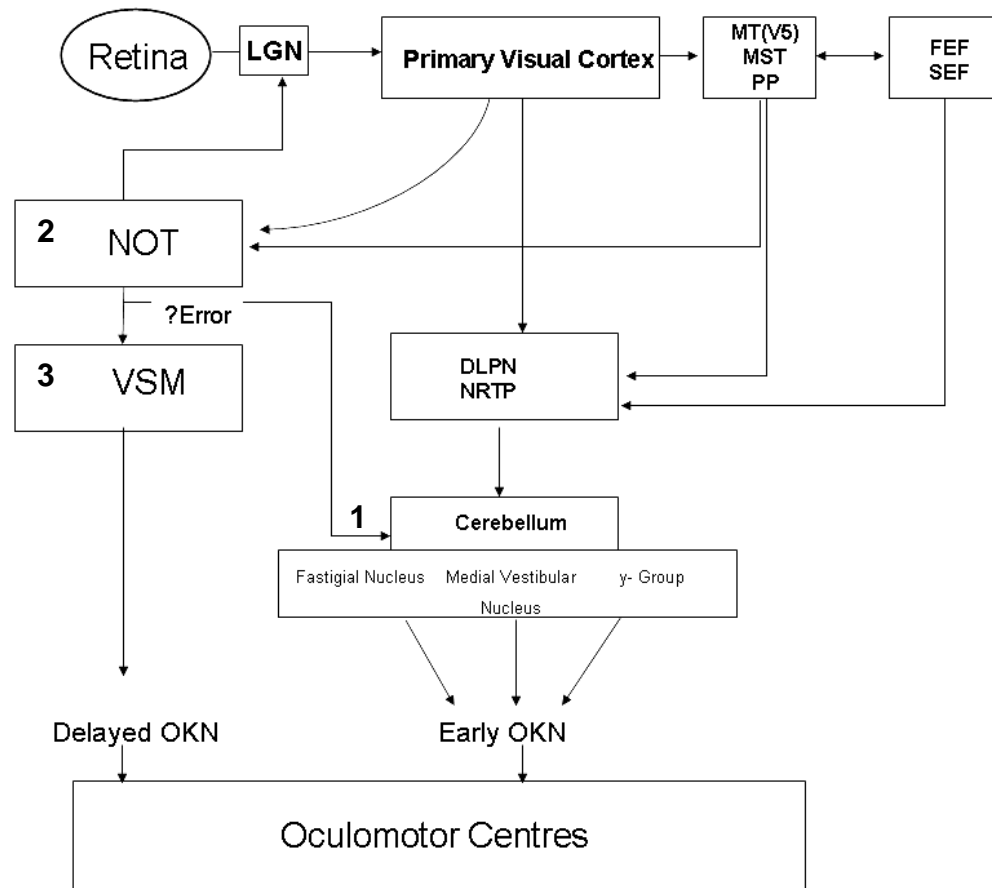 Retina
LGN
Primary Visual Cortex
MT(V5)
MST
PP
FEF
SEF
2 NOT
?Error
3 VSM
DLPN
NRTP
1
Cerebellum
Fastigial Nucleus Medial Vestibular y- Group
Nucleus
Delayed OKN Early OKN
Oculomotor Centres